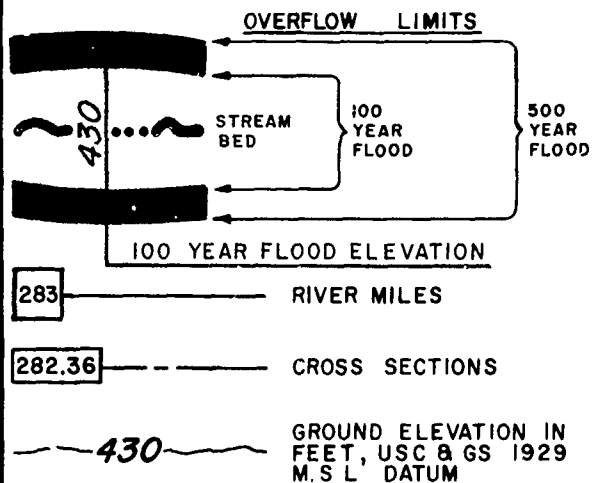 OVERFLOW LIMITS
430
STREAM
BED
100
YEAR
FLOOD
500
YEAR
FLOOD
100 YEAR FLOOD ELEVATION
283
RIVER MILES
282.36
CROSS SECTIONS
430
GROUND ELEVATION IN
FEET, USC & GS 1929
M.S L DATUM